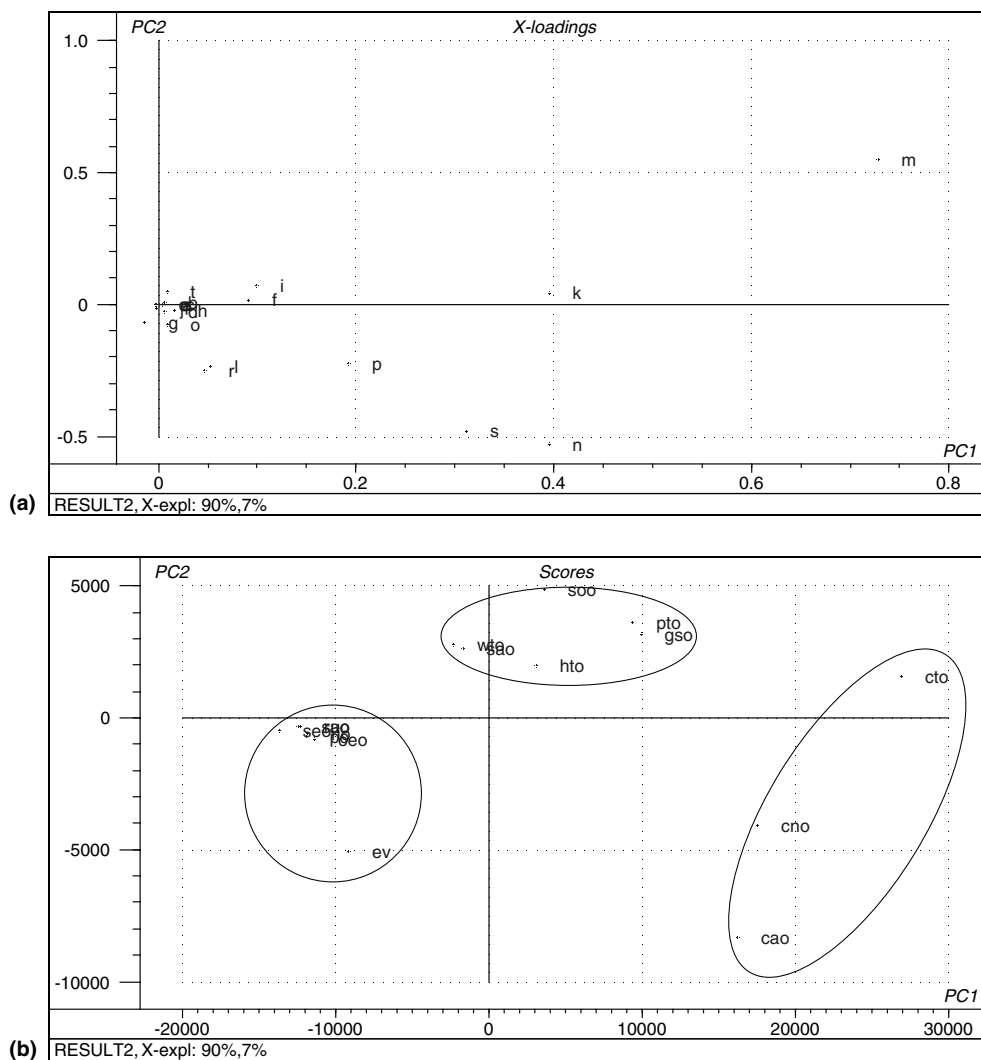 PC2 X-loadings
1.0
m
0.5
t i
f k
0
g o
r l p
s n
-0.5
PC1
0 0.2 0.4 0.6 0.8
(a) RESULT2, X-expl: 90%,7%
PC2 Scores
5000
soo
pto
gso
wto sao
hto
cto
0
oeo
cno
-5000 ev
cao
-10000
PC1
-20000 -10000 0 10000 20000 30000
(b) RESULT2, X-expl: 90%,7%